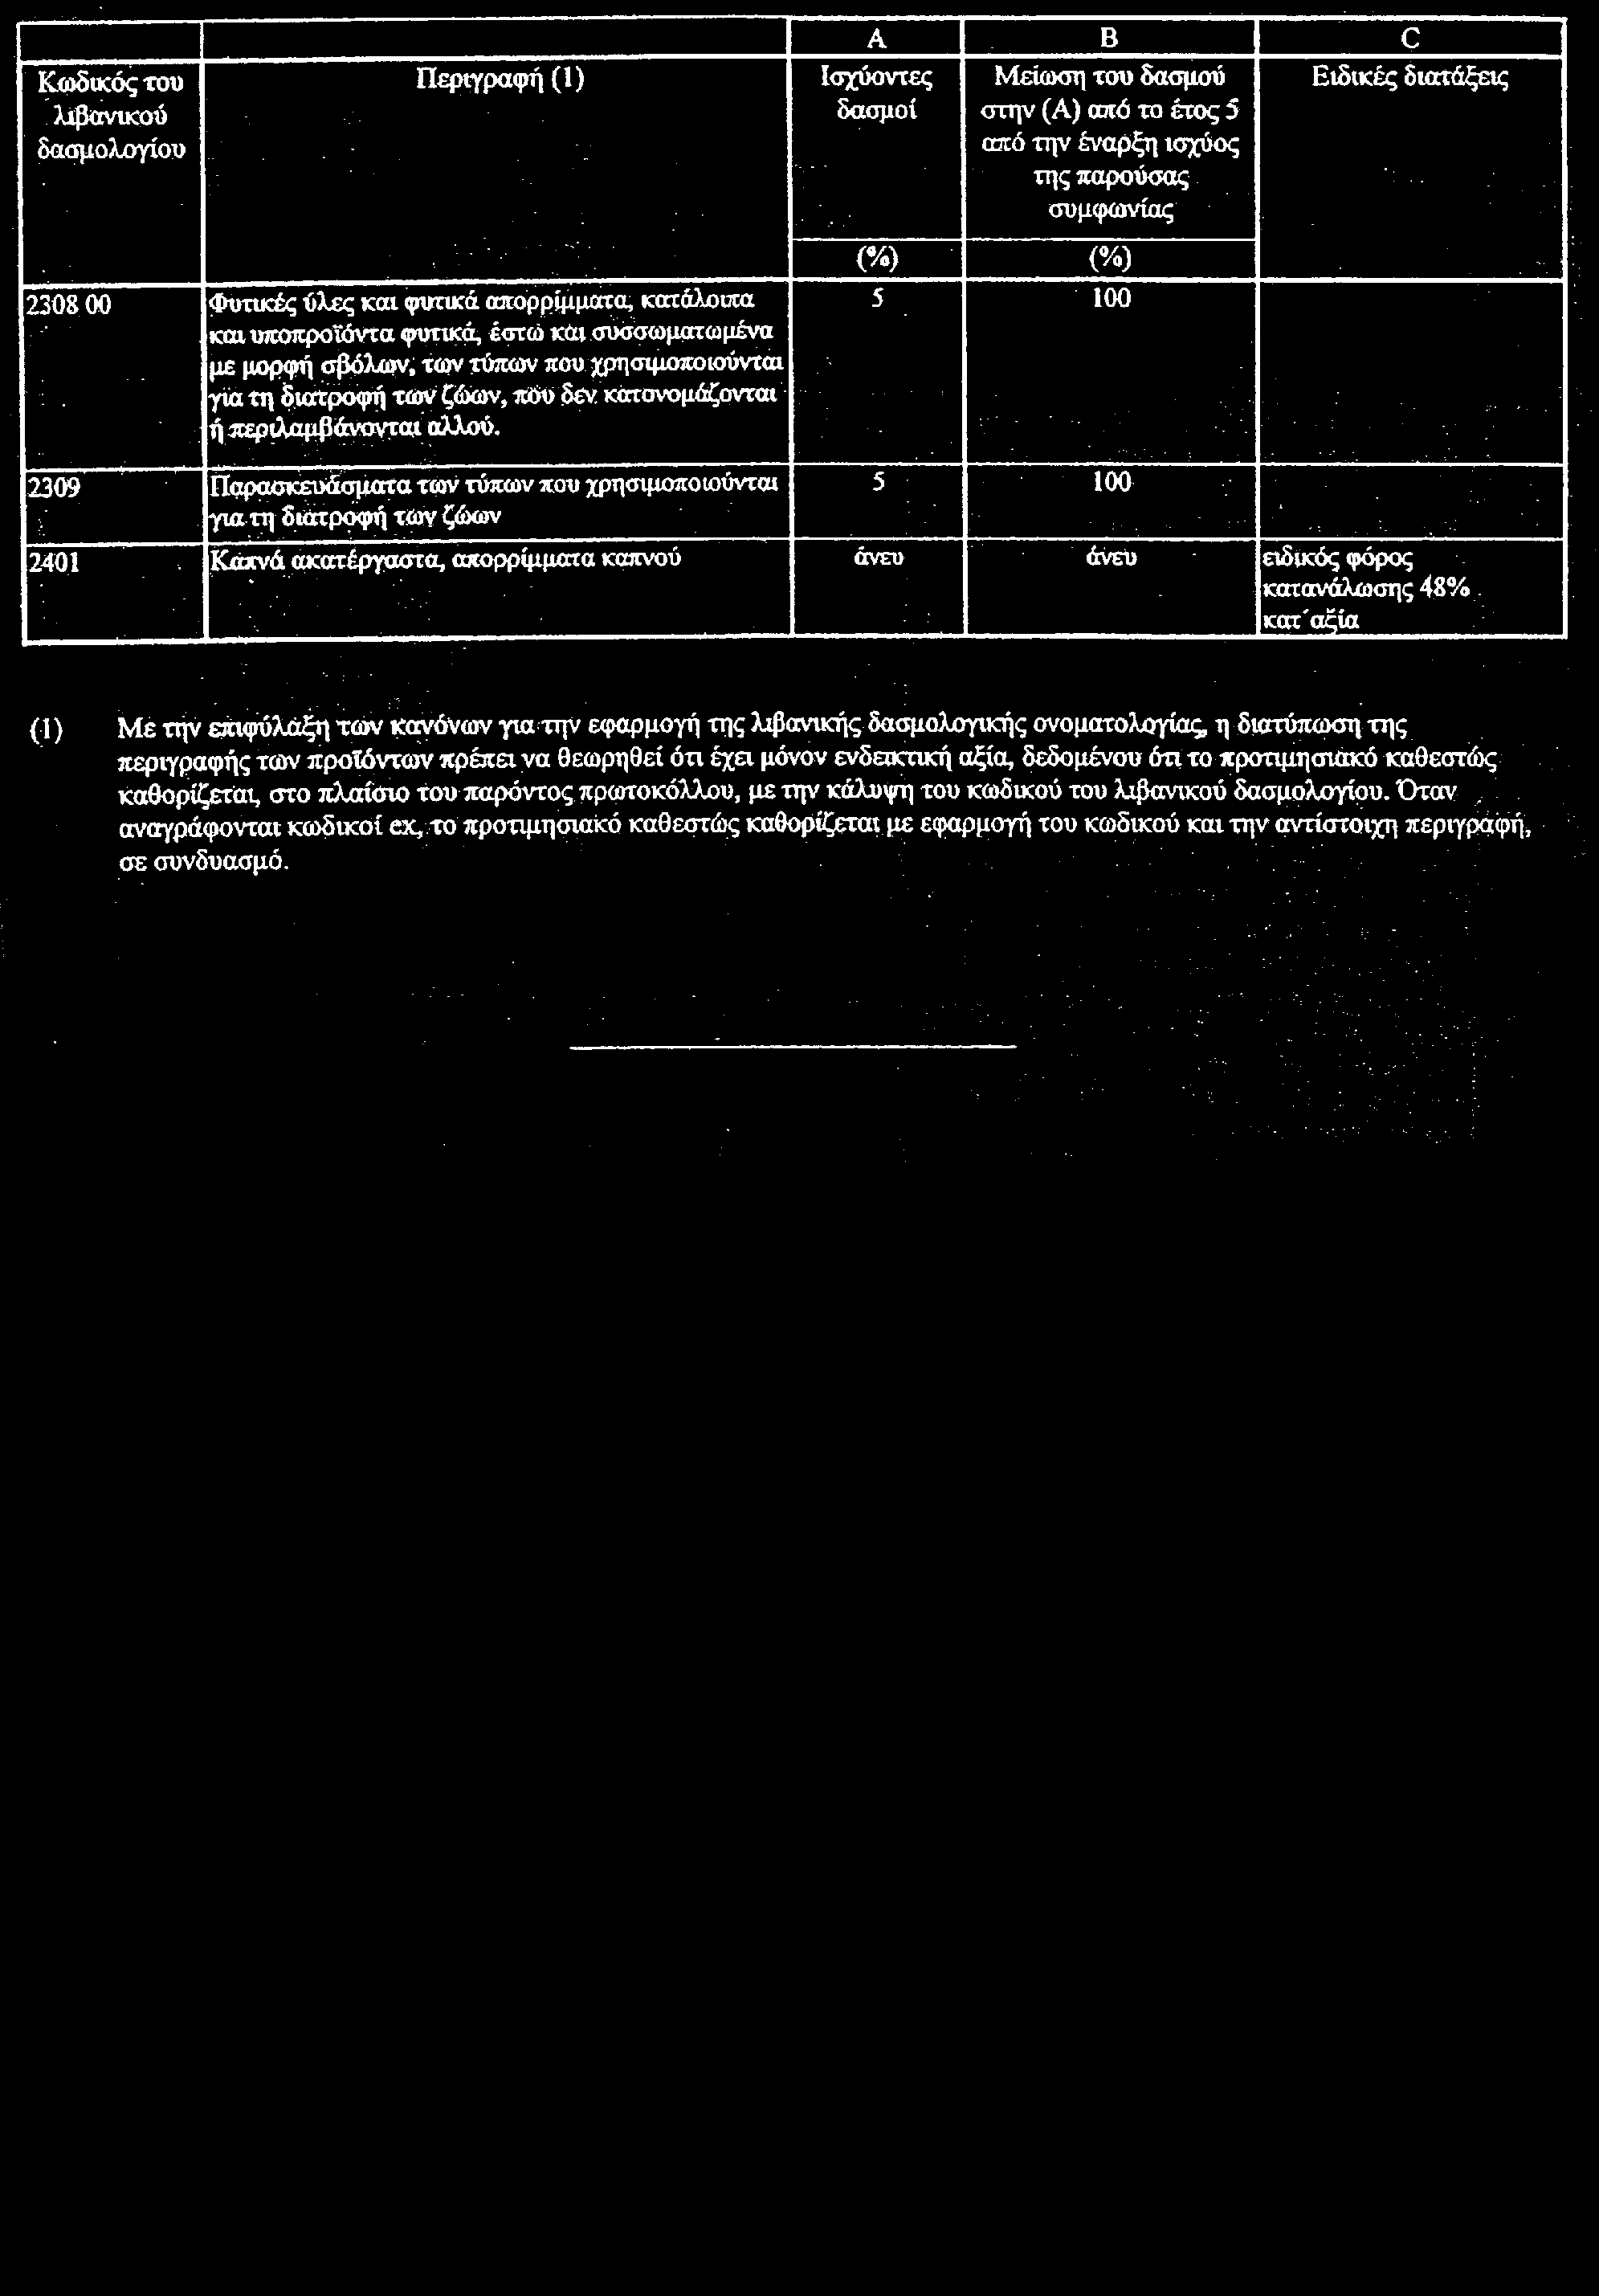 A B C
Κωδικός του Περιγραφή (1) Ισχύοντες Μείωση του δασμού Ειδικές διατάξεις
λιβανικού δασμοί στην (Α) από το έτος 5
δασμολογίου από την έναρξη ισχύος
της παρούσας
συμφωνίας
(%) (%)
2308 00 Φυτικές ύλες και φυτικά απορρίμματα, κατάλοιπα 5 100
και υποπροϊόντα φυτικά, έστω και συσσωματωμένα
με μορφή σβόλων, των τύπων που χρησιμοποιούνται
για τη διατροφή των ζώων, που δεν κατονομάζονται
ή περιλαμβάνονται αλλού.
2309 Παρασκευάσματα των τύπων που χρησιμοποιούνται 5 100
για τη διατροφή των ζώων
2401 Καπνά ακατέργαστα, απορρίμματα καπνού άνευ άνευ ειδικός φόρος
κατανάλωσης 48%
κατ΄αξία
(1) Με την επιφύλαξη των κανόνων για την εφαρμογή της λιβανικής δασμολογικής ονοματολογίας, η διατύπωση της
περιγραφής των προϊόντων πρέπει να θεωρηθεί ότι έχει μόνον ενδεικτική αξία, δεδομένου ότι το προτιμησιακό καθεστώς
καθορίζεται, στο πλαίσιο του παρόντος πρωτοκόλλου, με την κάλυψη του κωδικού του λιβανικού δασμολογίου. Όταν
αναγράφονται κωδικοί ex, το προτιμησιακό καθεστώς καθορίζεται με εφαρμογή του κωδικού και την αντίστοιχη περιγραφή,
σε συνδυασμό.